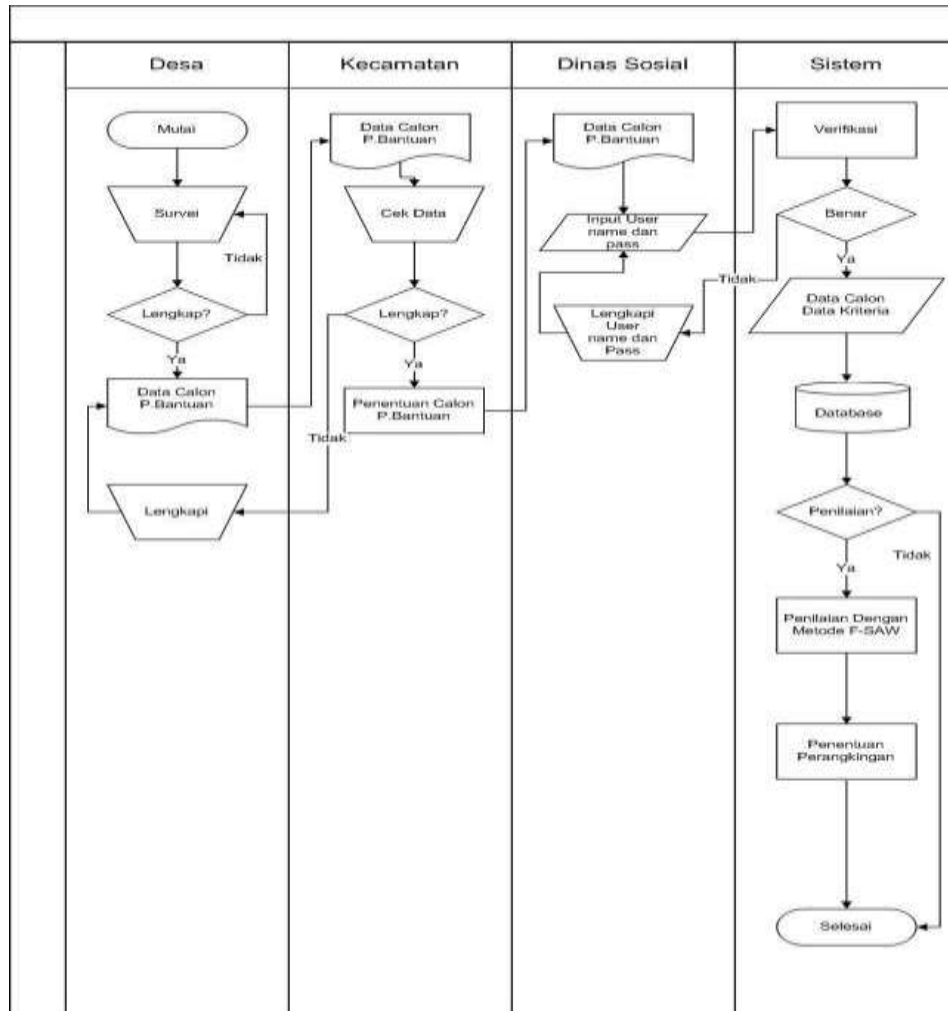 Desa
Kecamatan
Dinas Sosial
Sistem
Mulai
Survei
Tidak
Lengkap?
Ya
Data Calon
P.Bantuan
Lengkapi
Data Calon
P.Bantuan
Cek Data
Lengkap?
Ya
Penentuan Calon
P.Bantuan
Tidak
Data Calon
P.Bantuan
Input User
name dan
pass
Lengkapi
User
name dan
Pass
Tidak
Verifikasi
Benar
Ya
Data Calon
Data Kriteria
Database
Penilaian?
Tidak
Ya
Penilaian Dengan
Metode F-SAW
Penentuan
Perangkingan
Selesai